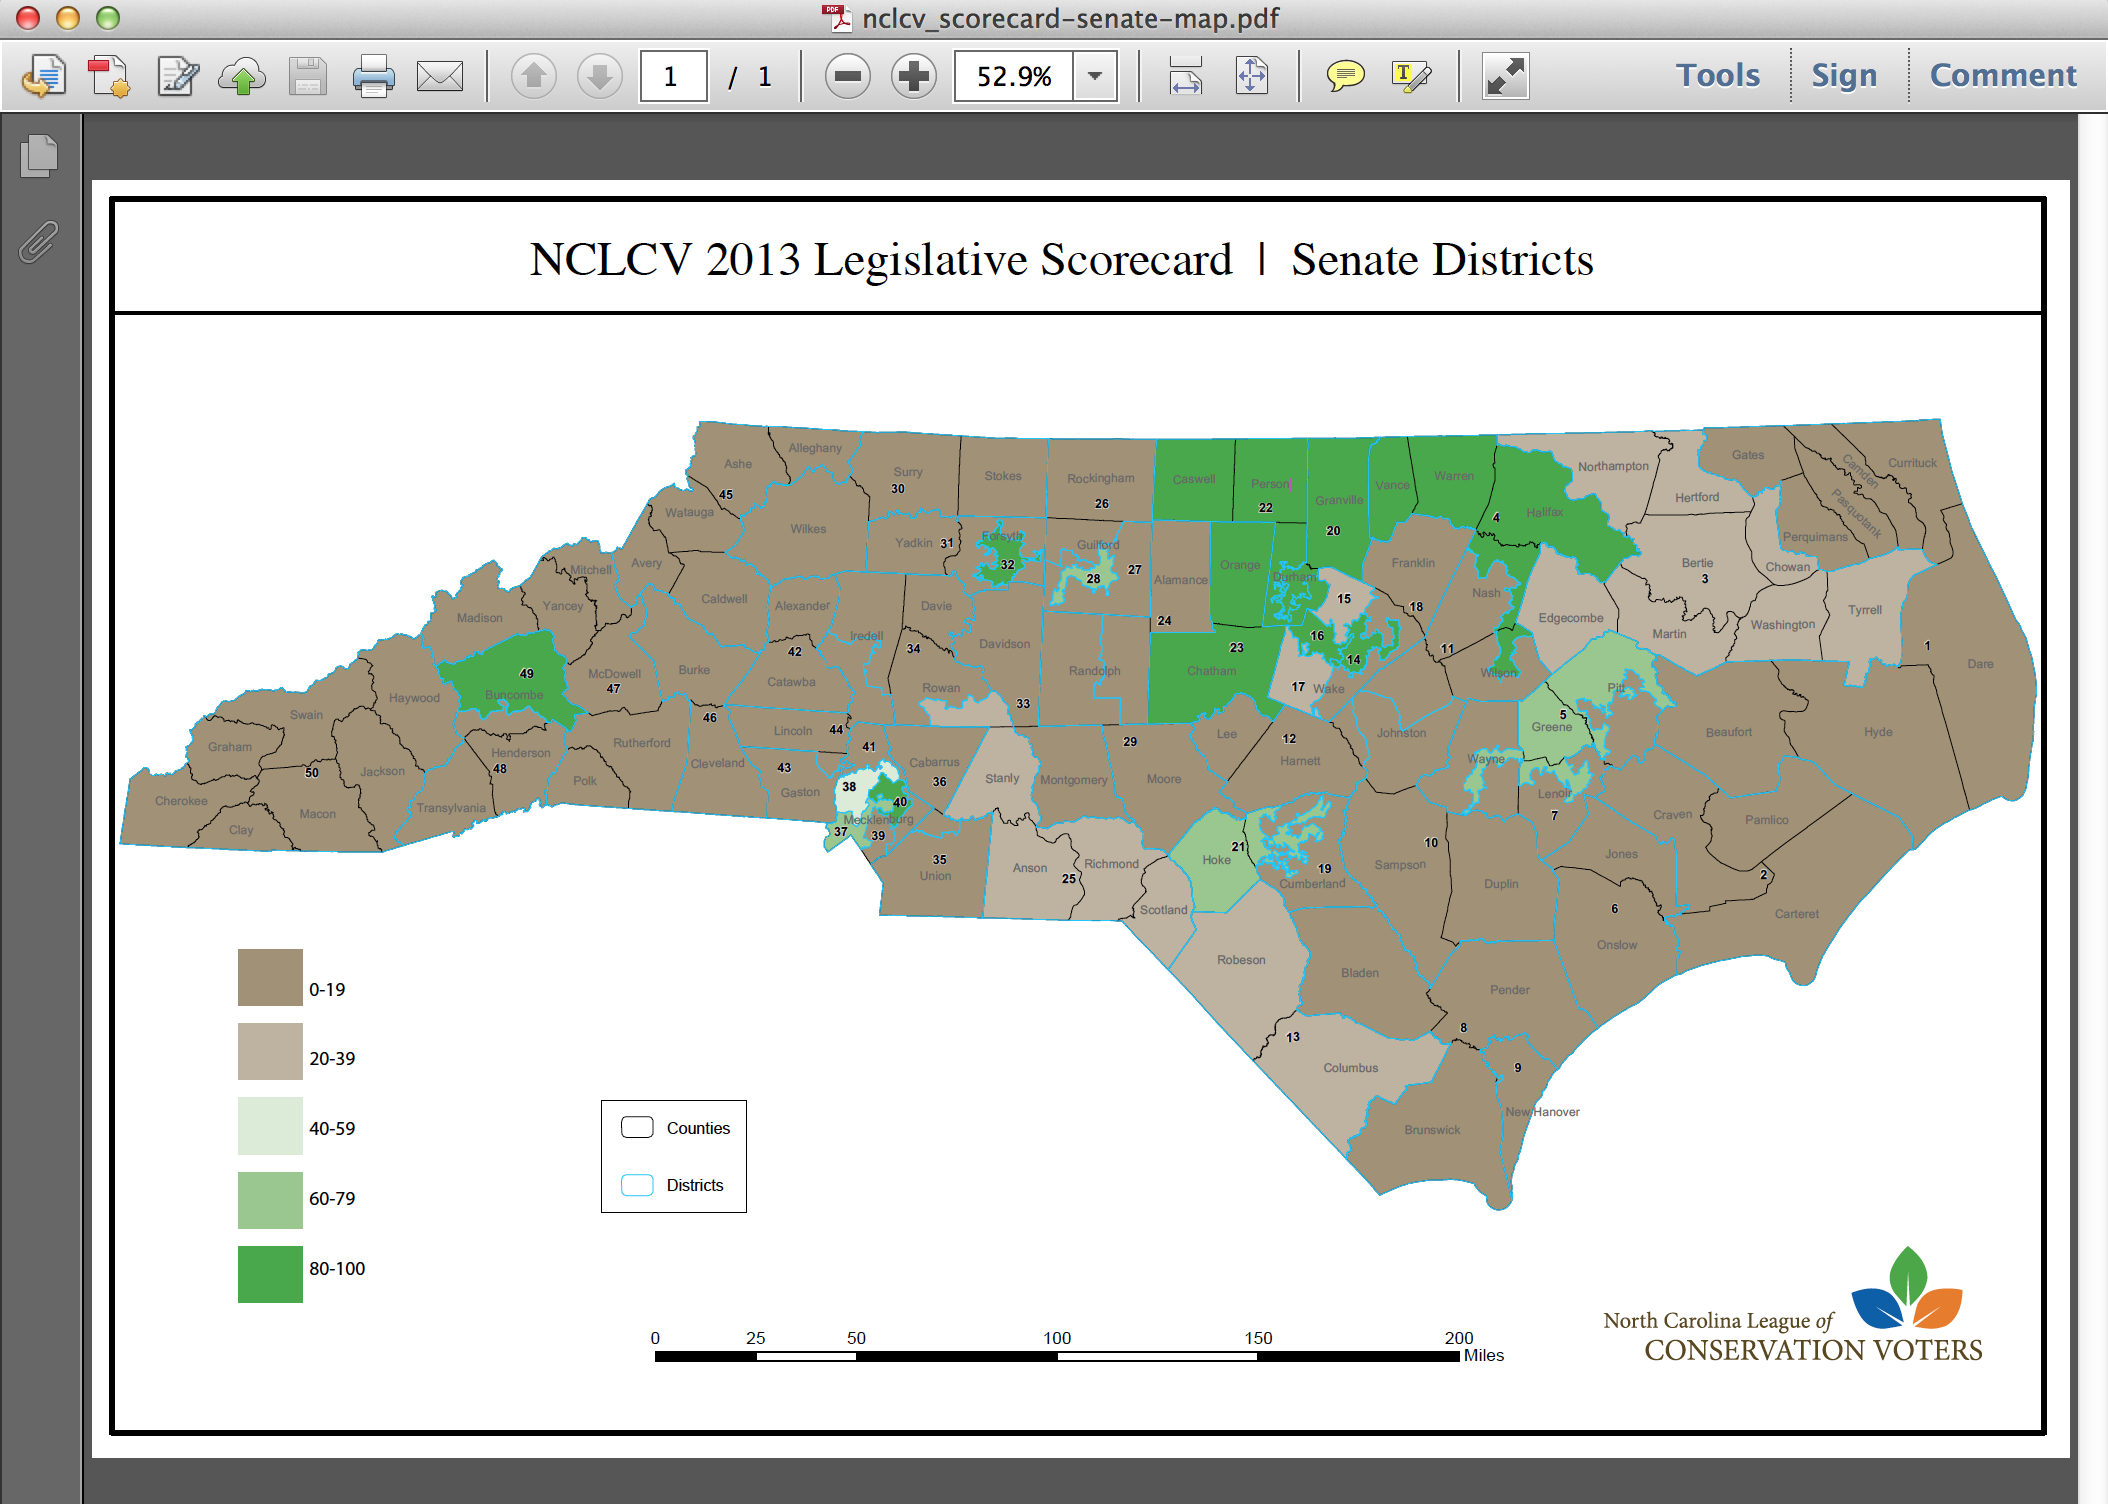 nclcv_scorecard-senate-map.pdf
1 / 1 52.9% Tools Sign Comment
NCLCV 2013 Legislative Scorecard | Senate Districts
Ashe
45
Alleghany
Surry
30
Stokes
Rockingham
26
Caswell
Person
22
Granville
20
Vance
Warren
4
Halifax
Northampton
Hertford
Gates
Camden
Currituck
Pasquotank
Perquimans
Chowan
Bertie
3
Watauga
Wilkes
Yadkin
31
Forsyth
32
Guilford
28
27
Alamance
24
Orange
Durham
15
Franklin
18
Nash
Edgecombe
Martin
Washington
Tyrrell
1
Dare
Mitchell
Avery
Yancey
Madison
Caldwell
Alexander
Iredell
Davie
34
Davidson
Randolph
23
Chatham
16
14
17
Wake
11
Wilson
Pitt
5
Greene
Beaufort
Hyde
49
Buncombe
McDowell
47
Burke
42
Catawba
Rowan
33
Haywood
Swain
Graham
Cherokee
50
Jackson
Macon
Clay
Henderson
48
Transylvania
Polk
Rutherford
46
Cleveland
Lincoln
44
43
Gaston
41
Cabarrus
36
Stanly
Montgomery
29
Moore
Lee
12
Harnett
Johnston
Wayne
Lenoir
7
Craven
Pamlico
38
40
Mecklenburg
37
39
35
Union
Anson
25
Richmond
Scotland
Hoke
21
19
Cumberland
10
Sampson
Duplin
Jones
2
Carteret
6
Onslow
Robeson
Bladen
Pender
13
8
Columbus
9
New Hanover
Brunswick
0-19
20-39
40-59
60-79
80-100
Counties
Districts
0 25 50 100 150 200
Miles
North Carolina League of
CONSERVATION VOTERS